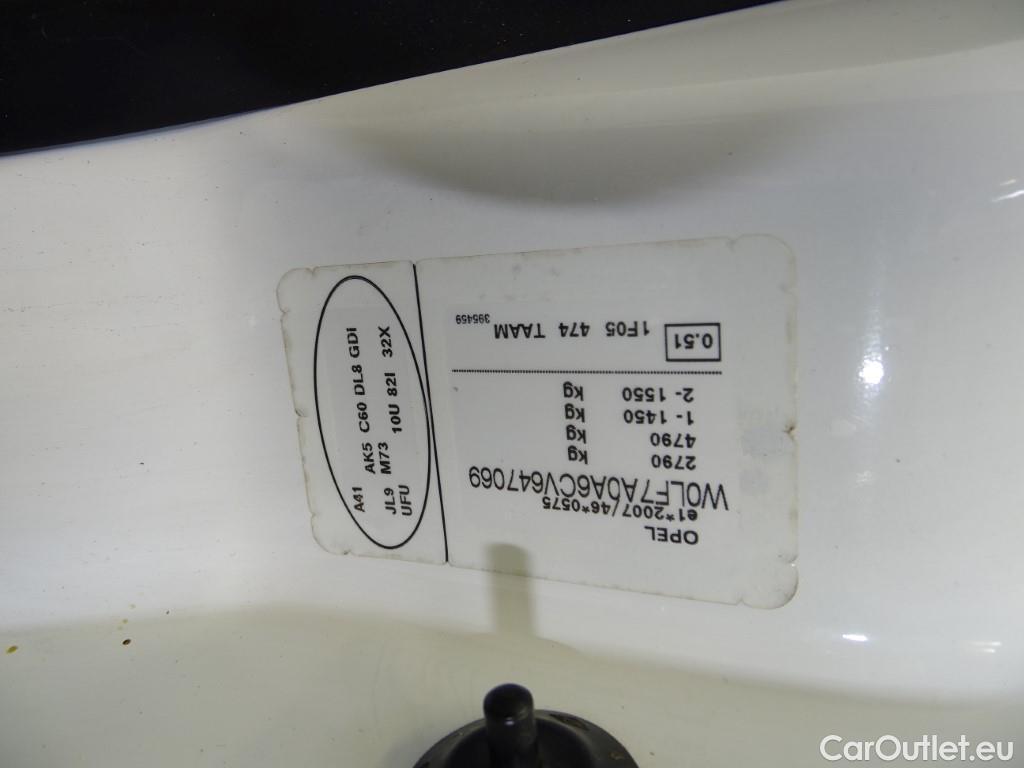 OPEL
e1*2007/46*0575
W0LF7A0A6CV647069
2790 kg
4790 kg
1- 1450 kg
2- 1550 kg
0.51 1F05 474 TAAM
395459
A41 AK5 C60 DL8 GDI
JL9 M73 10U 82I 32X
UFU
CarOutlet.eu